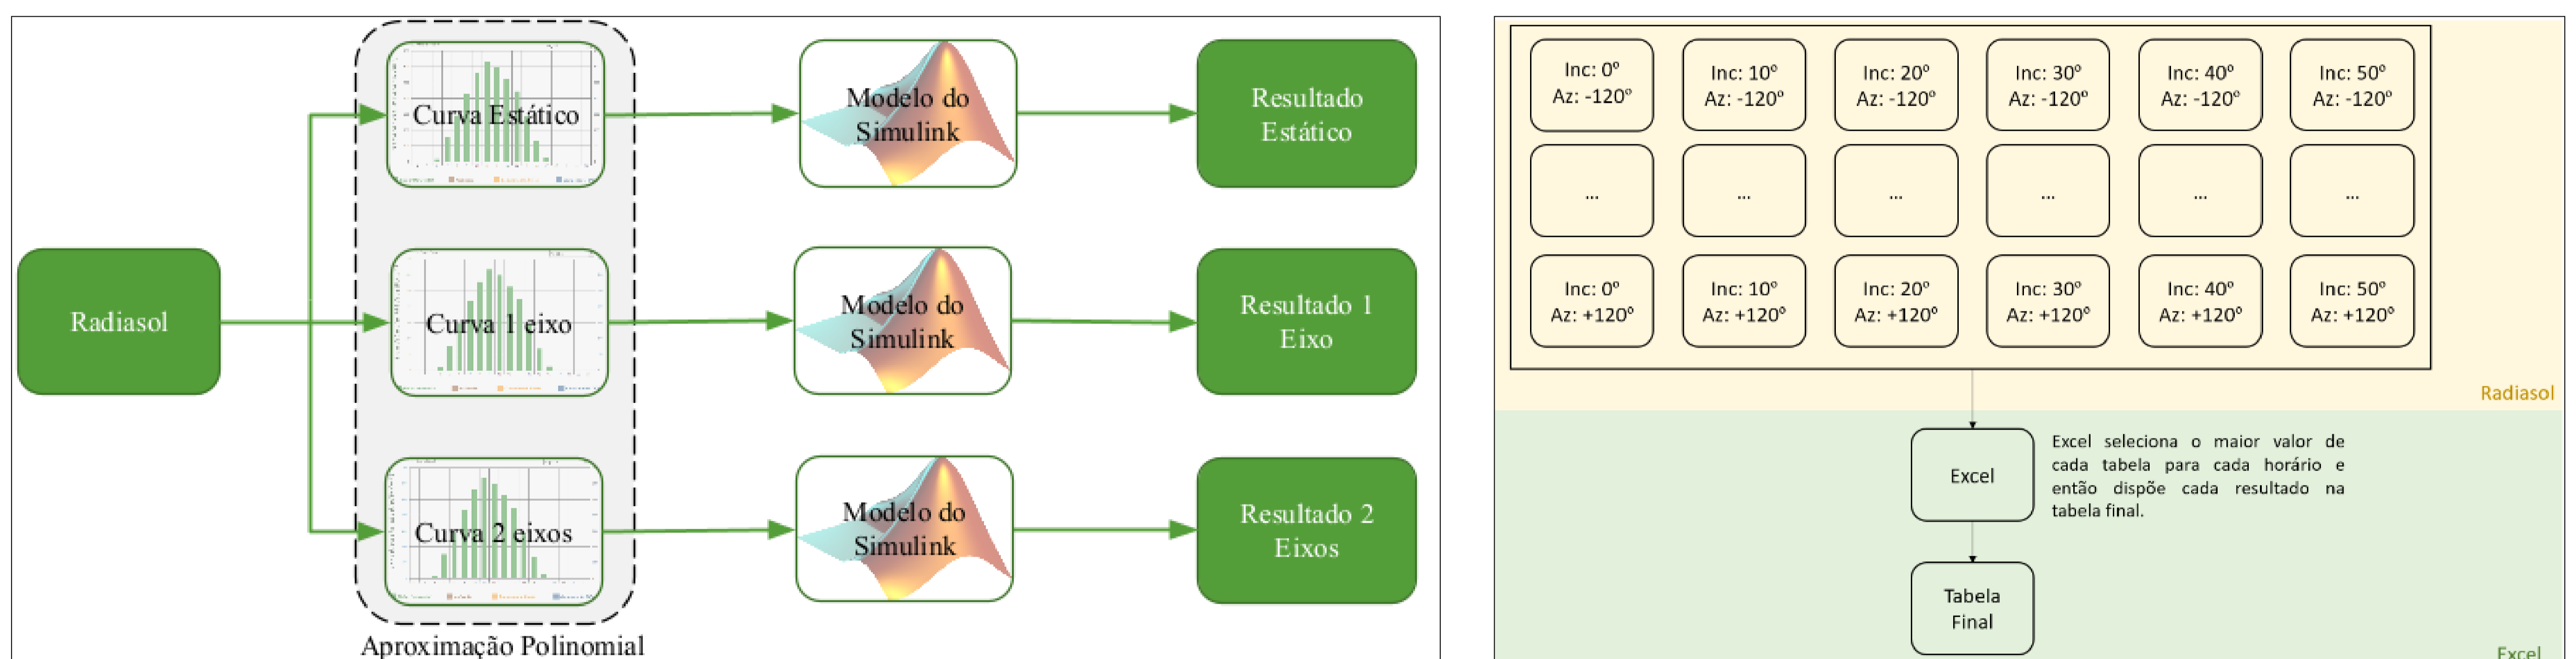 Radiasol
Curva Estático
Curva 1 eixo
Curva 2 eixos
Aproximação Polinomial
Modelo do
Simulink
Modelo do
Simulink
Modelo do
Simulink
Resultado
Estático
Resultado 1
Eixo
Resultado 2
Eixos
Inc: 0º
Az: -120º
Inc: 10º
Az: -120º
Inc: 20º
Az: -120º
Inc: 30º
Az: -120º
Inc: 40º
Az: -120º
Inc: 50º
Az: -120º
...
...
...
...
...
...
Inc: 0º
Az: +120º
Inc: 10º
Az: +120º
Inc: 20º
Az: +120º
Inc: 30º
Az: +120º
Inc: 40º
Az: +120º
Inc: 50º
Az: +120º
Radiasol
Excel
Excel seleciona o maior valor de
cada tabela para cada horário e
então dispõe cada resultado na
tabela final.
Tabela
Final
Excel